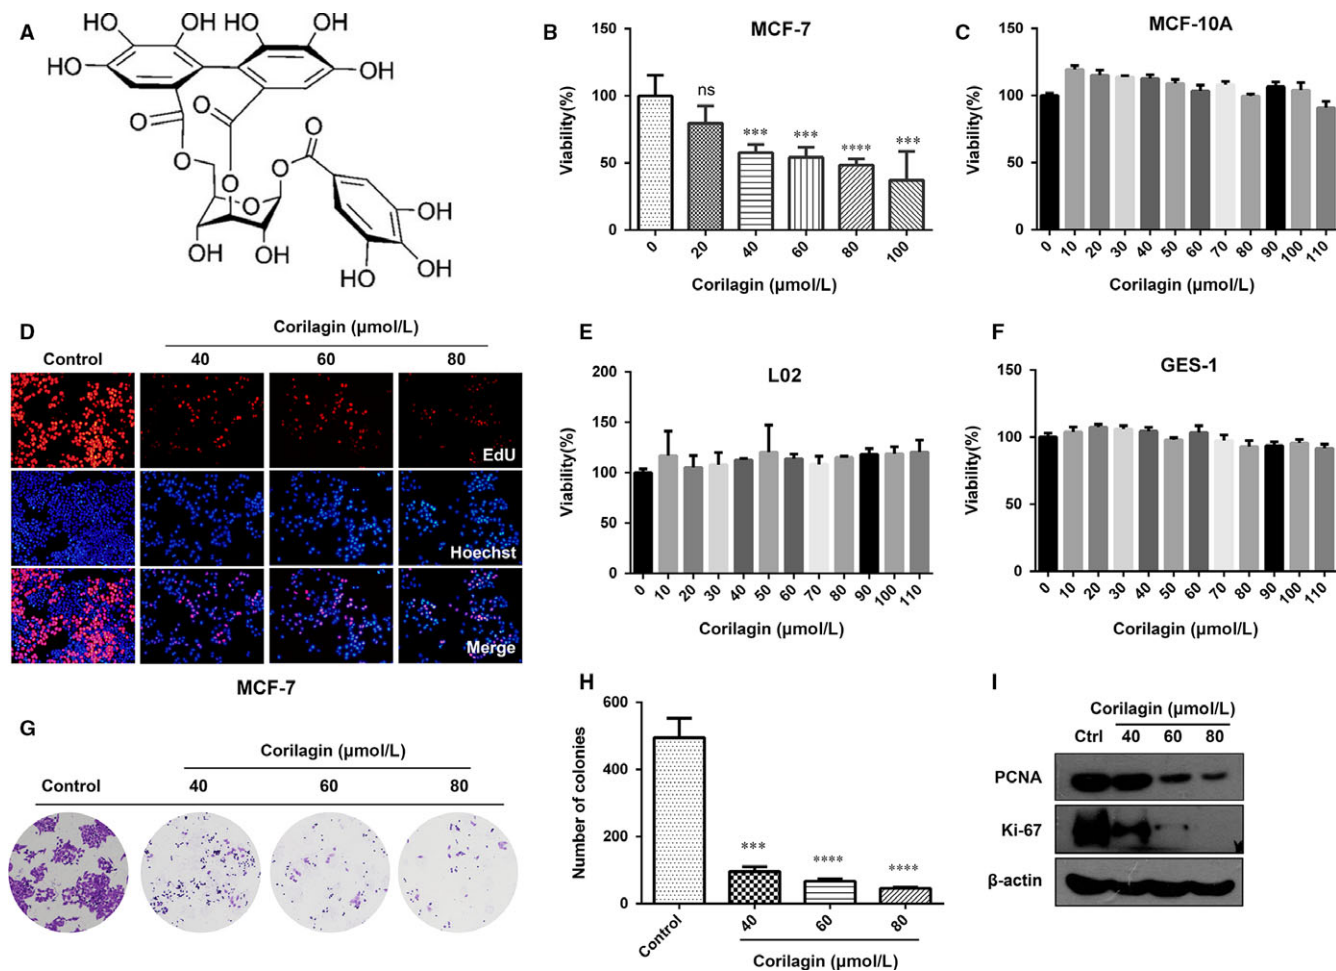 A
OH
OH
HO
OH
HO
OH
HO
OH
O
O
O
O
O
O
O
OH
OH
OH
HO
OH
B
MCF-7
150
100
50
0
Viability(%)
ns
***
***
****
***
0
20
40
60
80
100
Corilagin (μmol/L)
C
MCF-10A
150
100
50
0
Viability(%)
0
10
20
30
40
50
60
70
80
90
100
110
Corilagin (μmol/L)
D
Corilagin (μmol/L)
Control
40
60
80
EdU
Hoechst
Merge
MCF-7
E
L02
200
150
100
50
0
Viability(%)
0
10
20
30
40
50
60
70
80
90
100
110
Corilagin (μmol/L)
F
GES-1
150
100
50
0
Viability(%)
0
10
20
30
40
50
60
70
80
90
100
110
Corilagin (μmol/L)
G
Corilagin (μmol/L)
Control
40
60
80
H
600
400
200
0
Number of colonies
***
****
****
Control
40
60
80
Corilagin (μmol/L)
I
Corilagin (μmol/L)
Ctrl
40
60
80
PCNA
Ki-67
β-actin